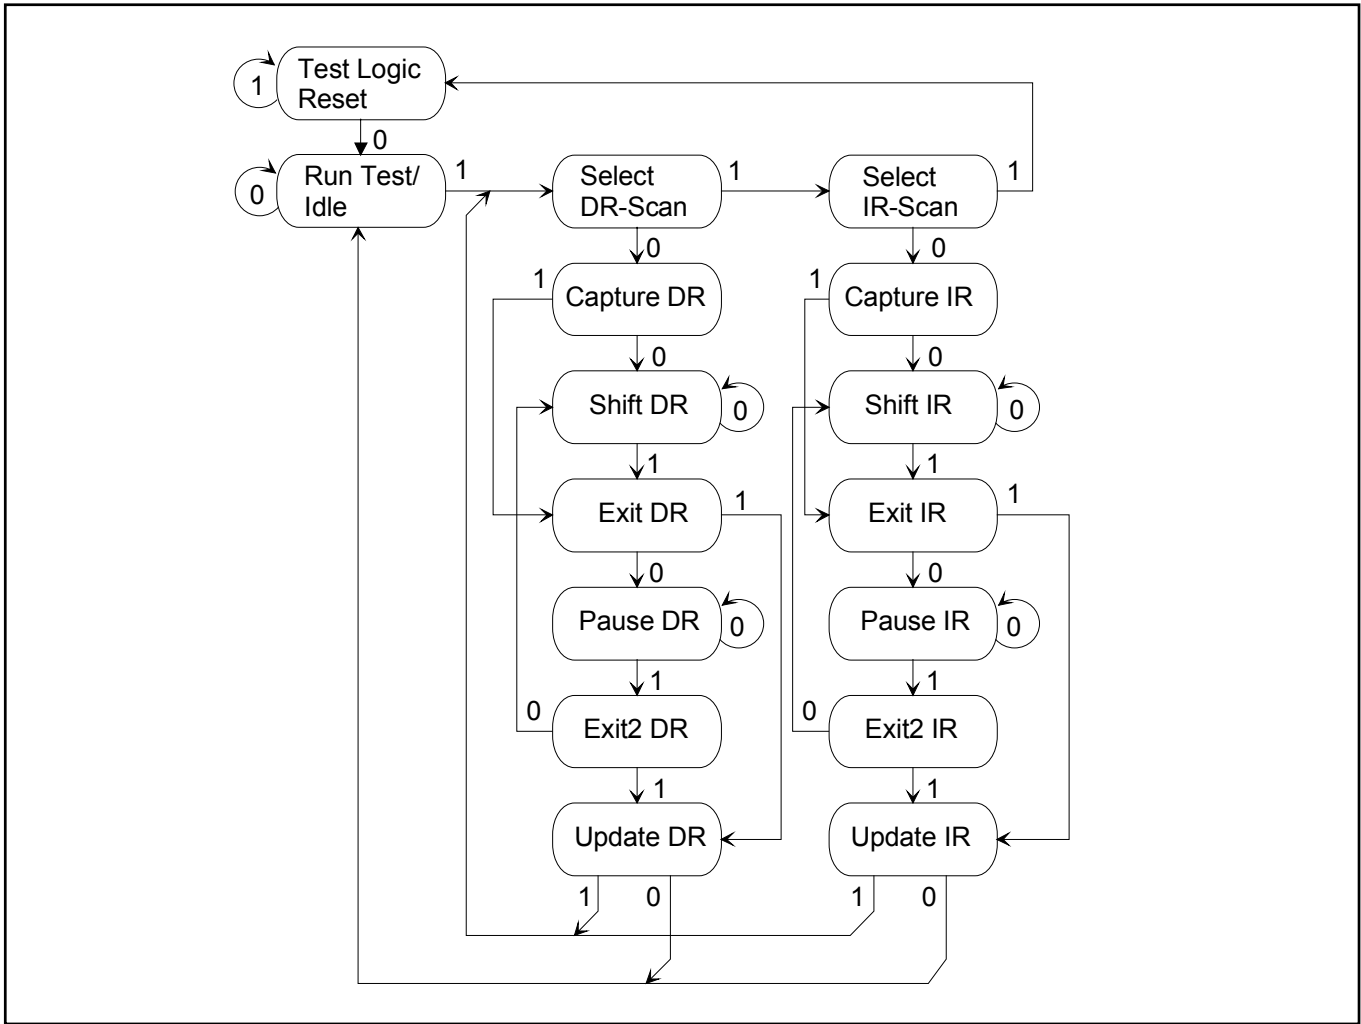 Test Logic
Reset
1
0
Run Test/
Idle
0
1
Select
DR-Scan
1
Select
IR-Scan
1
0
0
1
Capture DR
1
Capture IR
0
0
Shift DR
0
Shift IR
0
1
1
Exit DR
1
Exit IR
1
0
0
Pause DR
0
Pause IR
0
1
1
0
Exit2 DR
0
Exit2 IR
1
1
Update DR
Update IR
1
0
1
0